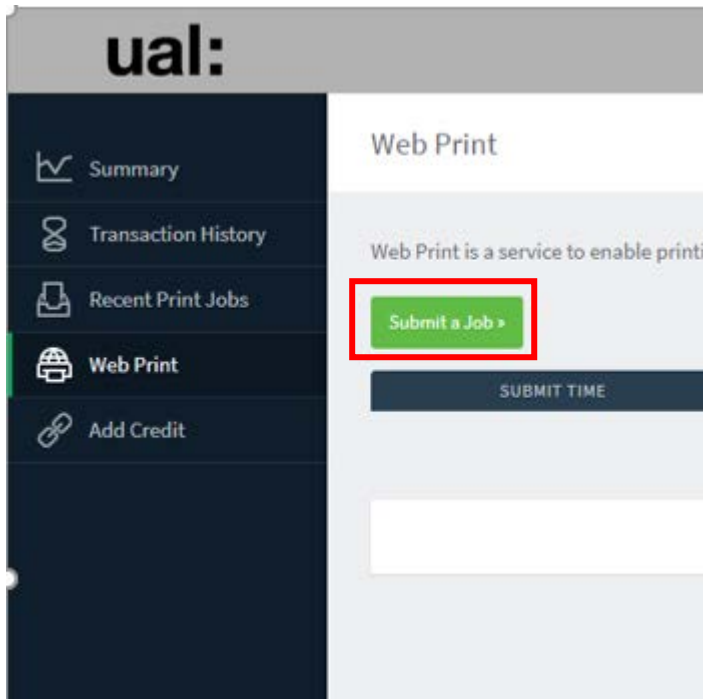 ual:
Summary
Transaction History
Recent Print Jobs
Web Print
Add Credit
Web Print
Web Print is a service to enable
Submit a Job »
SUBMIT TIME